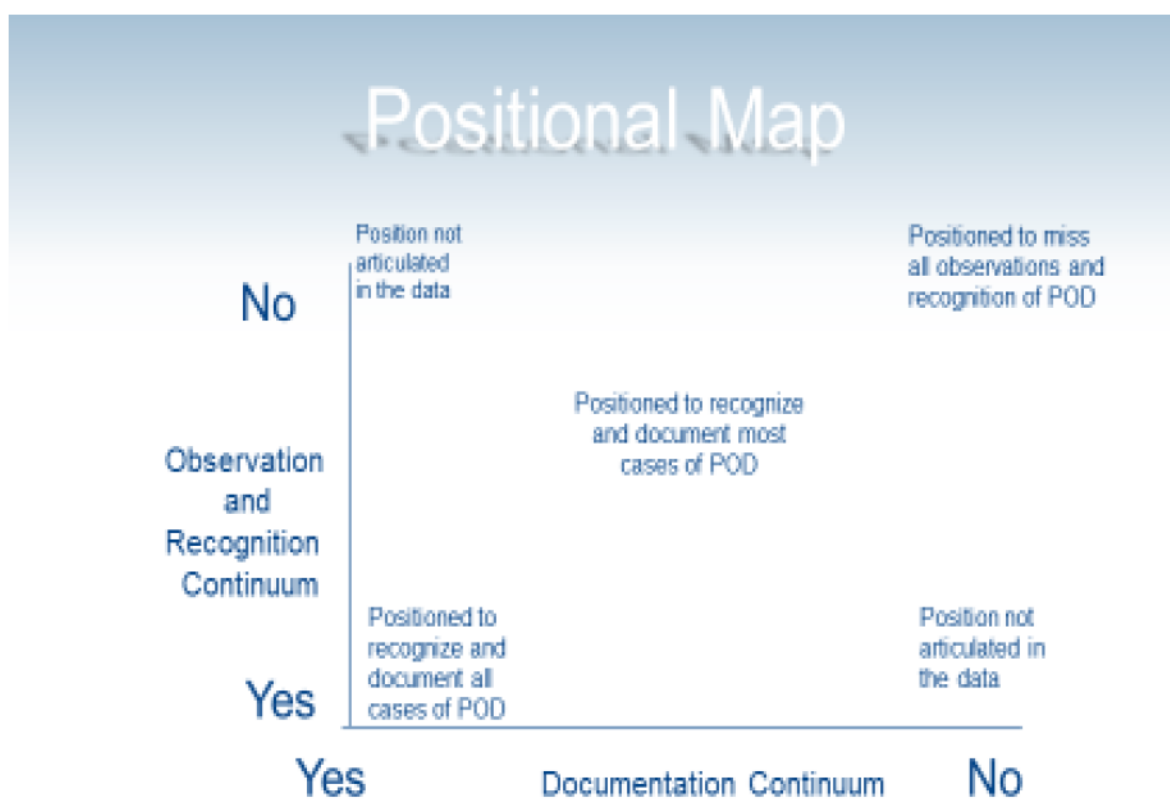 Positional Map
Position not
articulated
in the data
Positioned to miss
all observations and
recognition of POD
No
Positioned to recognize
and document most
cases of POD
Observation
and
Recognition
Continuum
Positioned to
recognize and
document all
cases of POD
Position not
articulated in
the data
Yes
Yes
Documentation Continuum
No